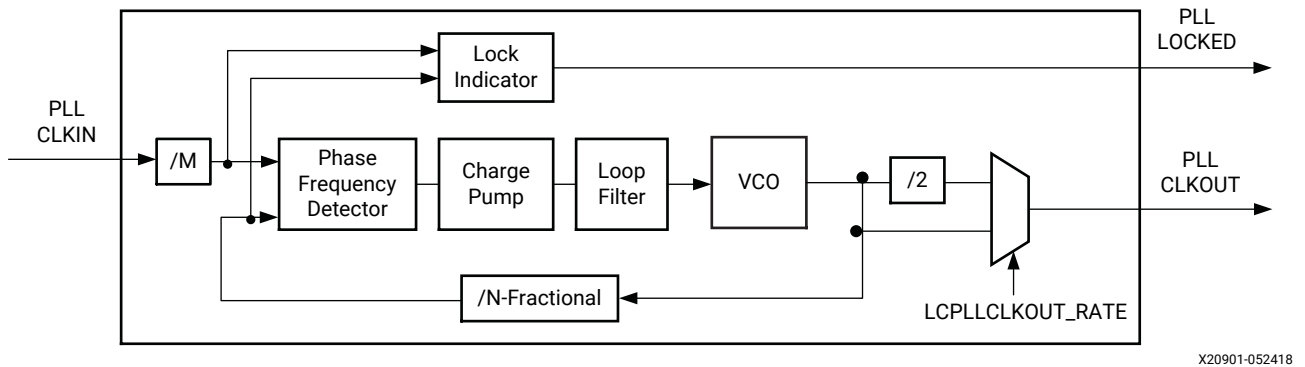 PLL
LOCKED
Lock
Indicator
PLL
CLKIN
/M
Phase
Frequency
Detector
Charge
Pump
Loop
Filter
VCO
/2
PLL
CLKOUT
/N-Fractional
LCPLLCLKOUT_RATE
X20901-052418